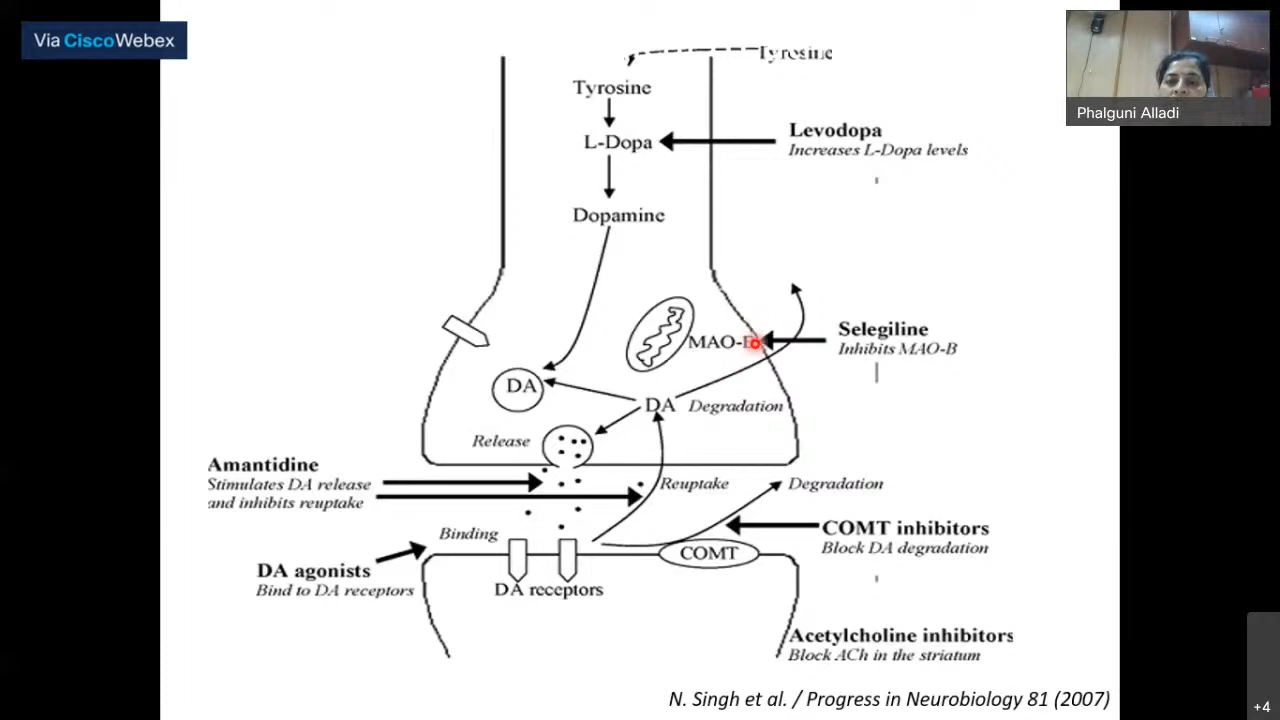 Via Cisco Webex
Phalguni Alladi
Tyrosine
Tyrosine
L-Dopa
Levodopa
Increases L-Dopa levels
Dopamine
MAO-B
Selegiline
Inhibits MAO-B
DA
DA
Degradation
Release
Amantidine
Stimulates DA release
and inhibits reuptake
Reuptake
Degradation
Binding
COMT inhibitors
Block DA degradation
COMT
DA agonists
Bind to DA receptors
DA receptors
Acetylcholine inhibitors
Block ACh in the striatum
N. Singh et al. / Progress in Neurobiology 81 (2007)
+4